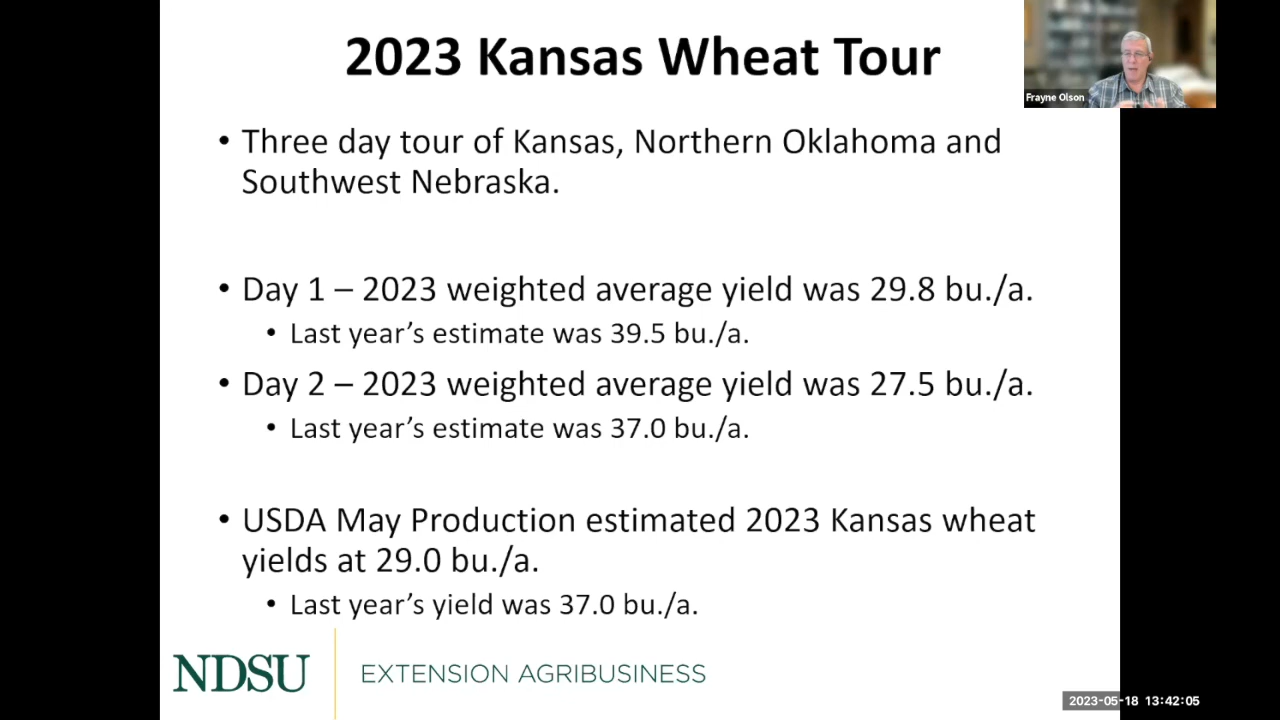 2023 Kansas Wheat Tour
Frayne Olson
• Three day tour of Kansas, Northern Oklahoma and
Southwest Nebraska.
• Day 1 – 2023 weighted average yield was 29.8 bu./a.
• Last year’s estimate was 39.5 bu./a.
• Day 2 – 2023 weighted average yield was 27.5 bu./a.
• Last year’s estimate was 37.0 bu./a.
• USDA May Production estimated 2023 Kansas wheat
yields at 29.0 bu./a.
• Last year’s yield was 37.0 bu./a.
NDSU EXTENSION AGRIBUSINESS
2023-05-18 13:42:05